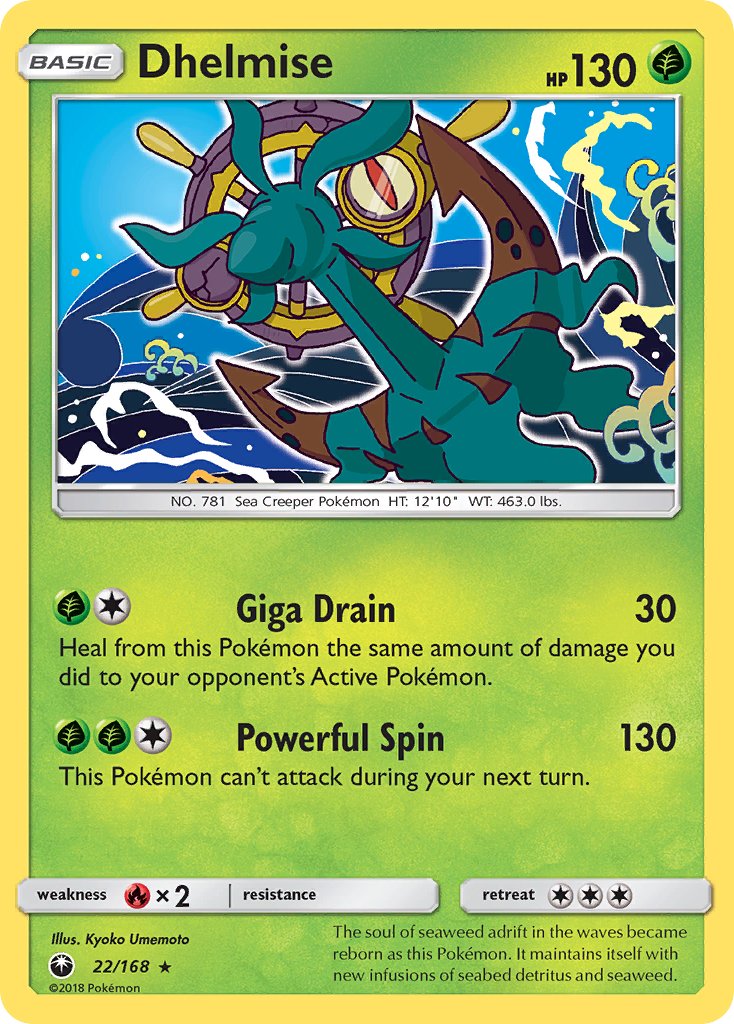 BASIC Dhelmise HP 130
NO. 781 Sea Creeper Pokémon HT: 12'10" WT: 463.0 lbs.
Giga Drain 30
Heal from this Pokémon the same amount of damage you
did to your opponent's Active Pokémon.
Powerful Spin 130
This Pokémon can't attack during your next turn.
weakness × 2 resistance retreat
Illus. Kyoko Umemoto
22/168 ★
©2018 Pokémon
The soul of seaweed adrift in the waves became
reborn as this Pokémon. It maintains itself with
new infusions of seabed detritus and seaweed.